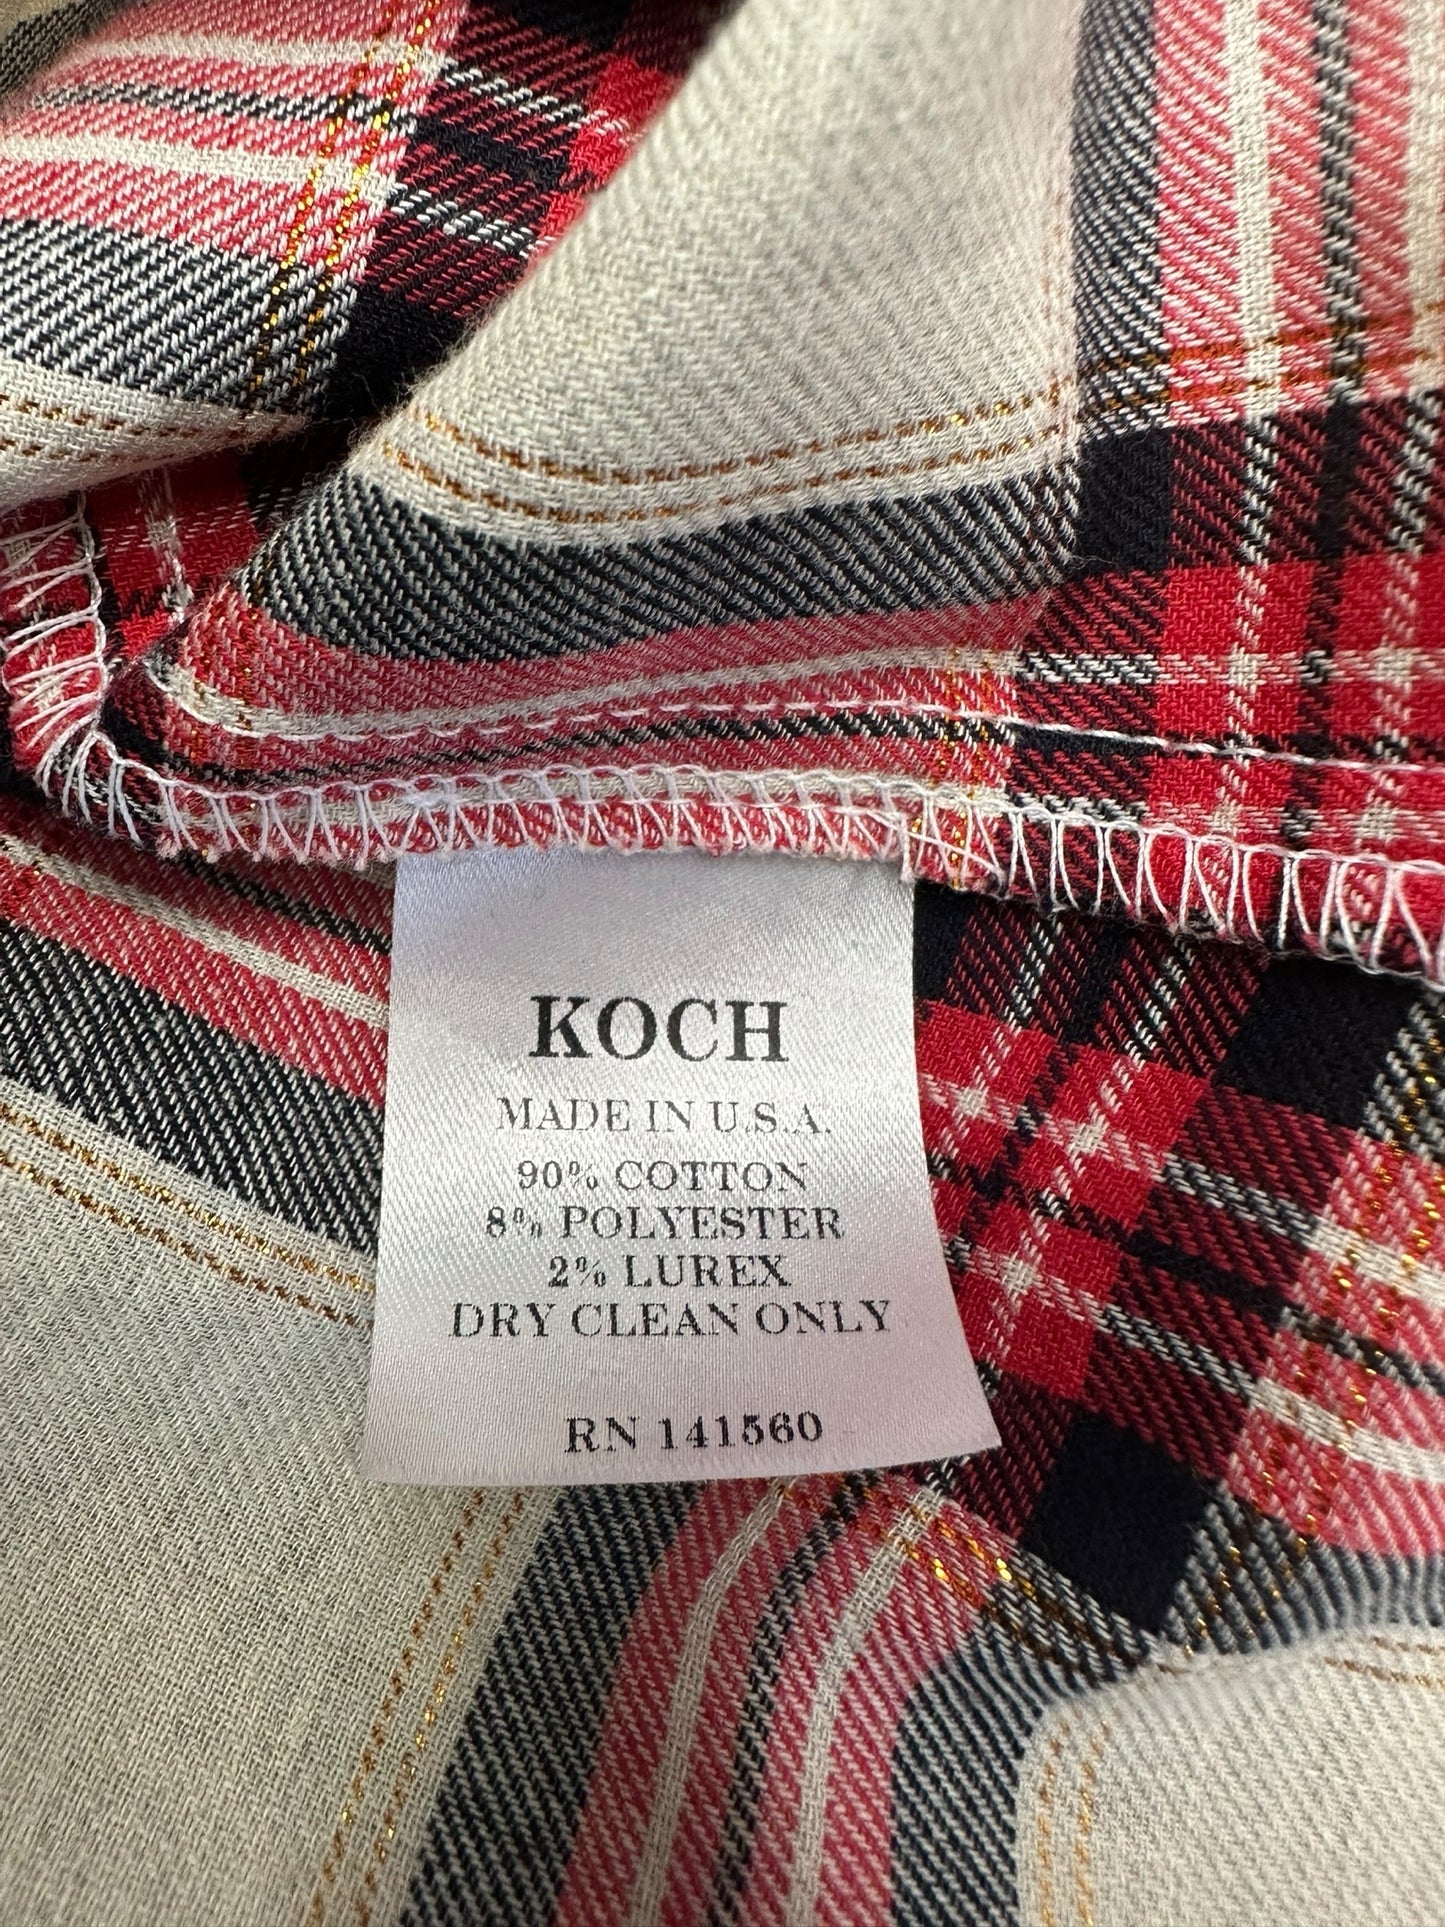 KOCH
MADE IN U.S.A.
90% COTTON
8% POLYESTER
2% LUREX
DRY CLEAN ONLY
RN 141560